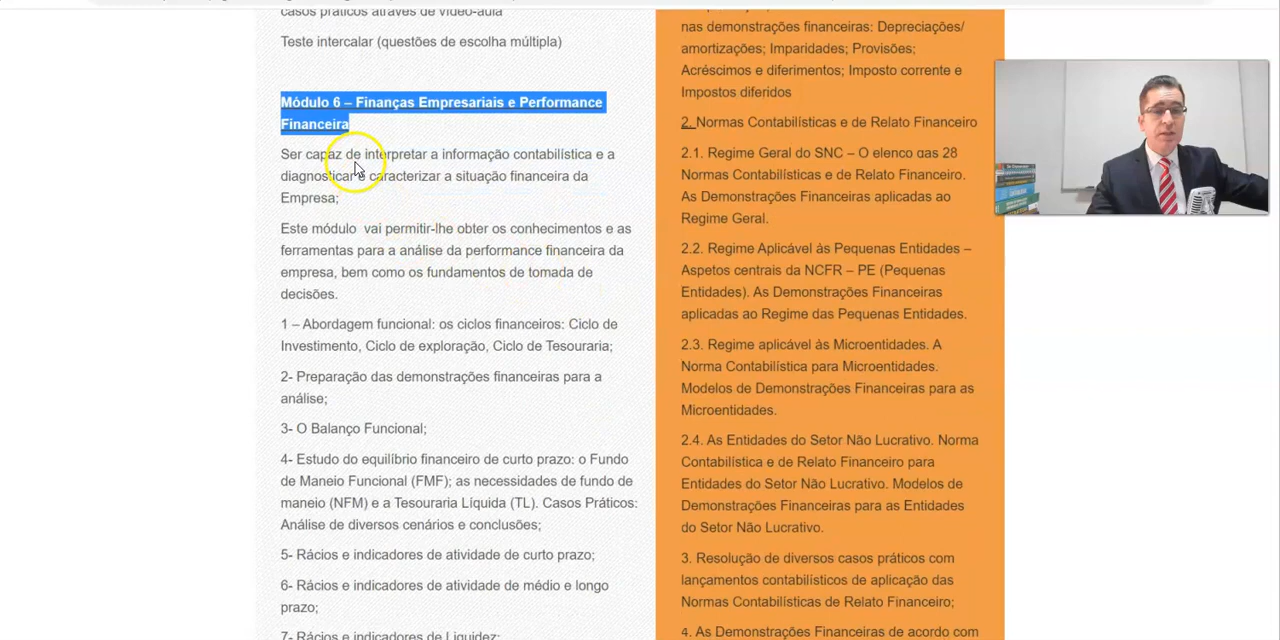 casos práticos através de vídeo-aula
Teste intercalar (questões de escolha múltipla)
Módulo 6 – Finanças Empresariais e Performance
Financeira
Ser capaz de interpretar a informação contabilística e a
diagnosticar e caracterizar a situação financeira da
Empresa;
Este módulo vai permitir-lhe obter os conhecimentos e as
ferramentas para a análise da performance financeira da
empresa, bem como os fundamentos de tomada de
decisões.
1 – Abordagem funcional: os ciclos financeiros: Ciclo de
Investimento, Ciclo de exploração, Ciclo de Tesouraria;
2- Preparação das demonstrações financeiras para a
análise;
3- O Balanço Funcional;
4- Estudo do equilíbrio financeiro de curto prazo: o Fundo
de Maneio Funcional (FMF); as necessidades de fundo de
maneio (NFM) e a Tesouraria Líquida (TL). Casos Práticos:
Análise de diversos cenários e conclusões;
5- Rácios e indicadores de atividade de curto prazo;
6- Rácios e indicadores de atividade de médio e longo
prazo;
7- Rácios e indicadores de Liquidez;
nas demonstrações financeiras: Depreciações/
amortizações; Imparidades; Provisões;
Acréscimos e diferimentos; Imposto corrente e
Impostos diferidos
2. Normas Contabilísticas e de Relato Financeiro
2.1. Regime Geral do SNC – O elenco das 28
Normas Contabilísticas e de Relato Financeiro.
As Demonstrações Financeiras aplicadas ao
Regime Geral.
2.2. Regime Aplicável às Pequenas Entidades –
Aspetos centrais da NCFR – PE (Pequenas
Entidades). As Demonstrações Financeiras
aplicadas ao Regime das Pequenas Entidades.
2.3. Regime aplicável às Microentidades. A
Norma Contabilística para Microentidades.
Modelos de Demonstrações Financeiras para as
Microentidades.
2.4. As Entidades do Setor Não Lucrativo. Norma
Contabilística e de Relato Financeiro para
Entidades do Setor Não Lucrativo. Modelos de
Demonstrações Financeiras para as Entidades
do Setor Não Lucrativo.
3. Resolução de diversos casos práticos com
lançamentos contabilísticos de aplicação das
Normas Contabilísticas de Relato Financeiro;
4. As Demonstrações Financeiras de acordo com